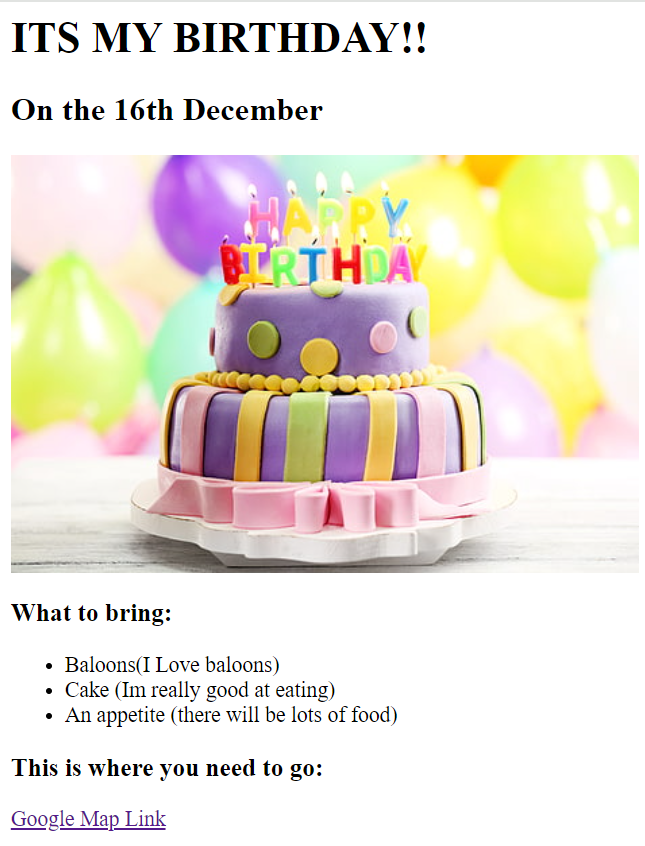 ITS MY BIRTHDAY!!
On the 16th December
HAPPY
BIRTHDAY
What to bring:
Baloons(I Love baloons)
Cake (Im really good at eating)
An appetite (there will be lots of food)
This is where you need to go:
Google Map Link